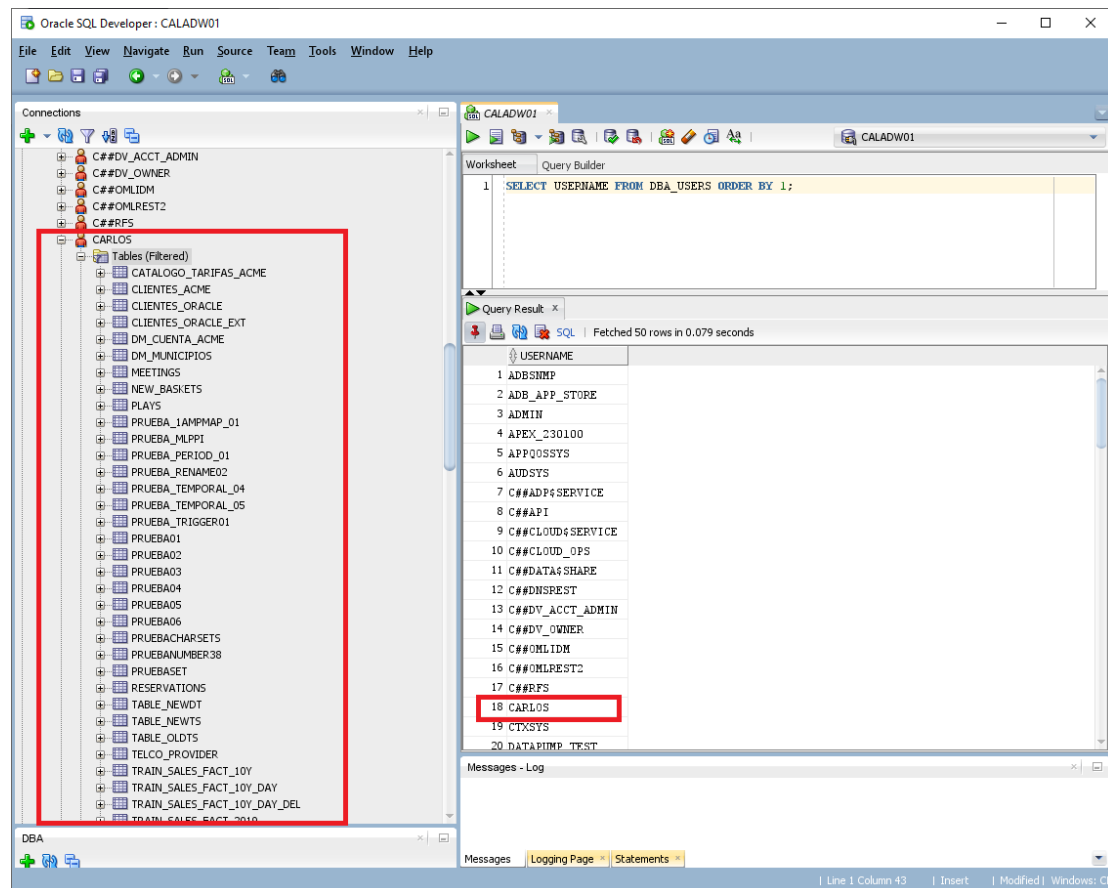 Oracle SQL Developer : CALADW01
File Edit View Navigate Run Source Team Tools Window Help
Connections
C##DV_ACCT_ADMIN
C##DV_OWNER
C##OMLIDM
C##OMLREST2
C##RFS
CARLOS
Tables (Filtered)
CATALOGO_TARIFAS_ACME
CLIENTES_ACME
CLIENTES_ORACLE
CLIENTES_ORACLE_EXT
DM_CUENTA_ACME
DM_MUNICIPIOS
MEETINGS
NEW_BASKETS
PLAYS
PRUEBA_1AMPMAP_01
PRUEBA_MLPPI
PRUEBA_PERIOD_01
PRUEBA_RENAME02
PRUEBA_TEMPORAL_04
PRUEBA_TEMPORAL_05
PRUEBA_TRIGGER01
PRUEBA01
PRUEBA02
PRUEBA03
PRUEBA04
PRUEBA05
PRUEBA06
PRUEBACHARSETS
PRUEBANUMBER38
PRUEBASET
RESERVATIONS
TABLE_NEWDT
TABLE_NEWTS
TABLE_OLDTS
TELCO_PROVIDER
TRAIN_SALES_FACT_10Y
TRAIN_SALES_FACT_10Y_DAY
TRAIN_SALES_FACT_10Y_DAY_DEL
TRAIN_SALES_FACT_2019
DBA
CALADW01
CALADW01
Worksheet Query Builder
1 SELECT USERNAME FROM DBA_USERS ORDER BY 1;
Query Result x
SQL | Fetched 50 rows in 0.079 seconds
USERNAME
1 ADBSNMP
2 ADB_APP_STORE
3 ADMIN
4 APEX_230100
5 APPQOSSYS
6 AUDSYS
7 C##ADP$SERVICE
8 C##API
9 C##CLOUD$SERVICE
10 C##CLOUD_OPS
11 C##DATA$SHARE
12 C##DNSREST
13 C##DV_ACCT_ADMIN
14 C##DV_OWNER
15 C##OMLIDM
16 C##OMLREST2
17 C##RFS
18 CARLOS
19 CTXSYS
20 DATAPUMP_TEST
Messages - Log
Messages Logging Page Statements
| Line 1 Column 43 | Insert | Modified | Windows: